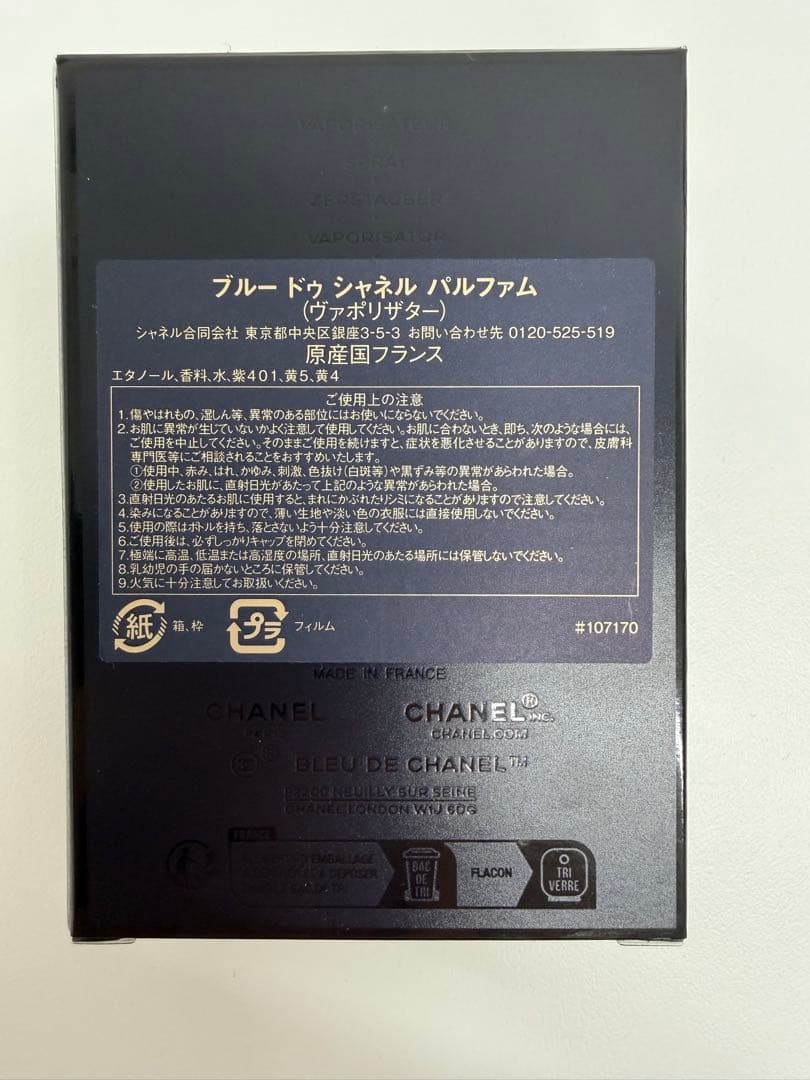 VAPORISATEUR
SPRAY
ZERSTÄUBER
VAPORISATOR
ブルー ドゥ シャネル パルファム
(ヴァポリザター)
シャネル合同会社 東京都中央区銀座3-5-3 お問い合わせ先 0120-525-519
原産国フランス
エタノール、香料、水、紫401、黄5、黄4
ご使用上の注意
1.傷やはれもの、湿しん等、異常のある部位にはお使いにならないでください。
2.お肌に異常が生じていないかよく注意して使用してください。お肌に合わないとき、即ち、次のような場合には、
ご使用を中止してください。そのままご使用を続けますと、症状を悪化させることがありますので、皮膚科
専門医等にご相談されることをおすすめいたします。
①使用中、赤み、はれ、かゆみ、刺激、色抜け(白斑等)や黒ずみ等の異常があらわれた場合。
②使用したお肌に、直射日光があたって上記のような異常があらわれた場合。
3.直射日光のあたるお肌に使用すると、まれにかぶれたりシミになることがありますので注意してください。
4.染みになることがありますので、薄い生地や淡い色の衣服には直接使用しないでください。
5.使用の際はボトルを持ち、落とさないよう十分注意してください。
6.ご使用後は、必ずしっかりキャップを閉めてください。
7.極端に高温、低温または高湿度の場所、直射日光のあたる場所には保管しないでください。
8.乳幼児の手の届かないところに保管してください。
9.火気に十分注意してお取扱いください。
紙 箱、枠 プラ フィルム #107170
MADE IN FRANCE
CHANEL CHANEL® INC.
PARIS CHANEL.COM
® BLEU DE CHANEL™
92200 NEUILLY SUR SEINE
CHANEL LONDON W1J 6DG
FRANCE
EMBALLAGE
À DÉPOSER
BAC DE TRI
BAC
DE
TRI
FLACON
TRI
VERRE